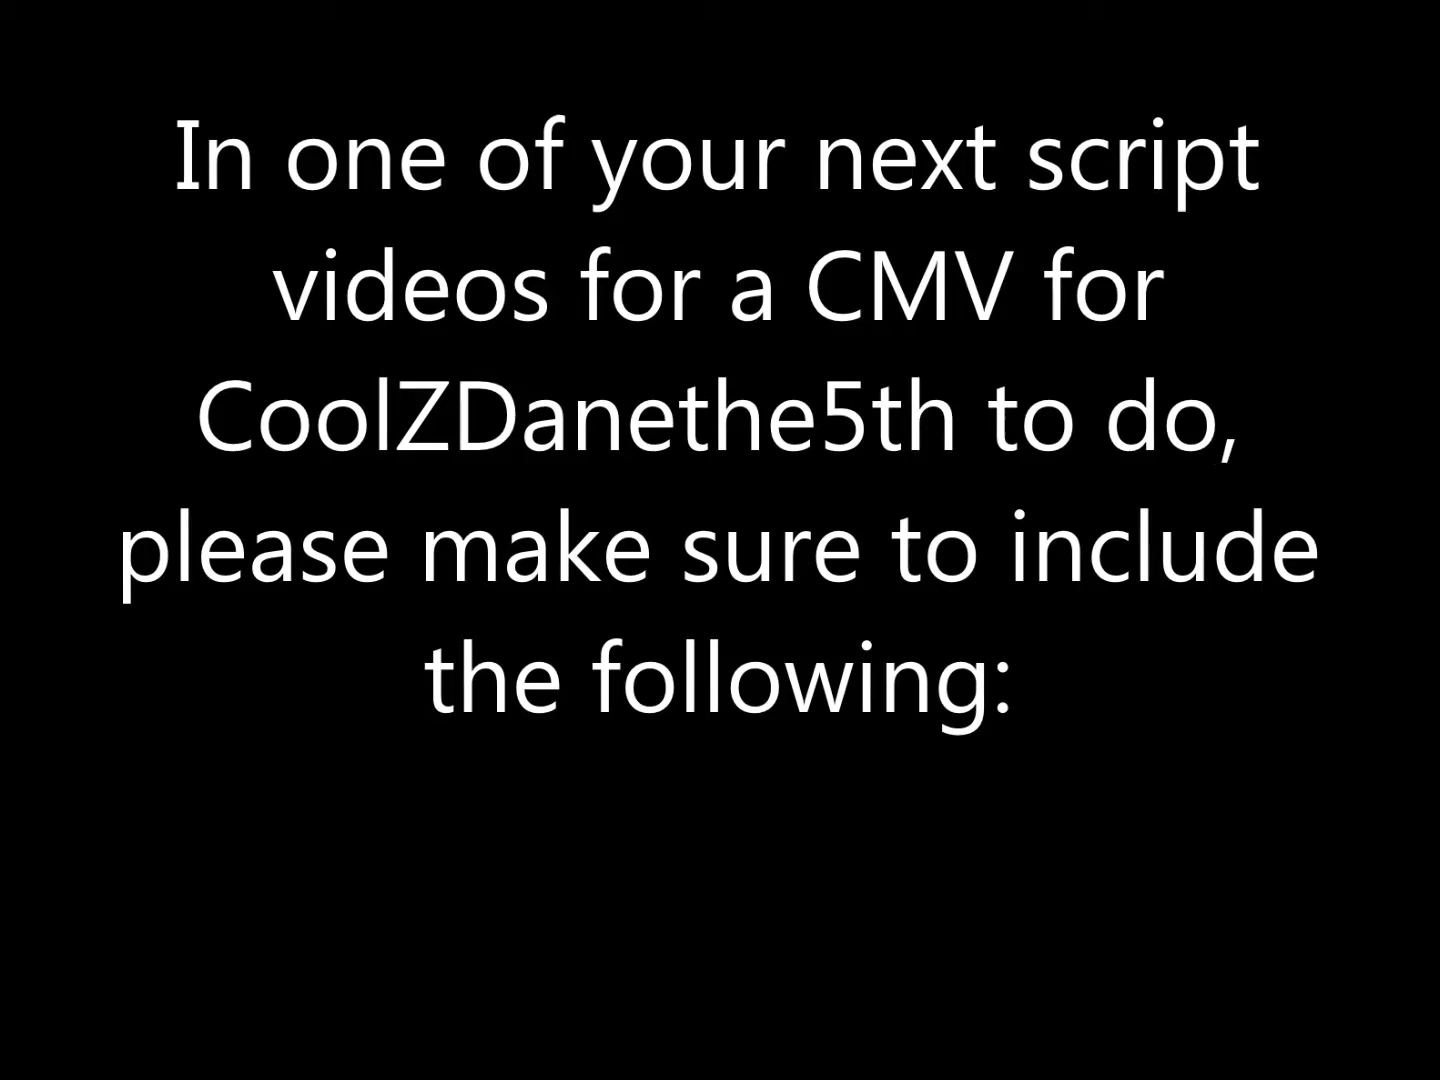 In one of your next script
videos for a CMV for
CoolZDanethe5th to do,
please make sure to include
the following: